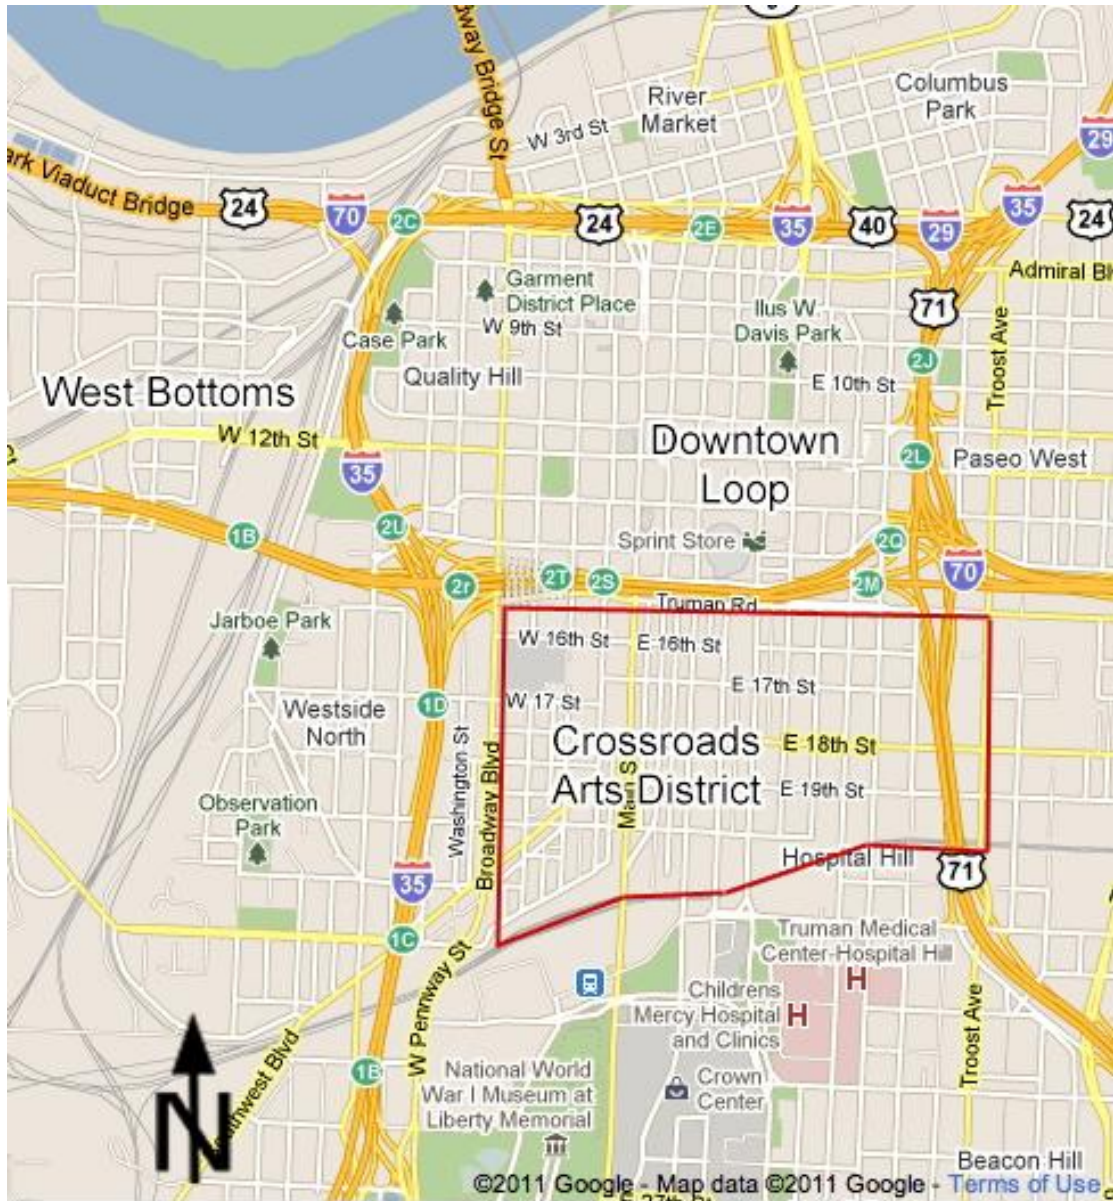 Columbus
Park
River
Market
W 3rd St
way Bridge St
29
ark Viaduct Bridge
24
70
2C
24
2E
35
40
29
35
24
Admiral Bl
71
Garment
District Place
W 9th St
Case Park
Quality Hill
Ilus W
Davis Park
2J
E 10th St
Troost Ave
West Bottoms
W 12th St
Downtown
Loop
35
2L
Paseo West
1B
2U
Sprint Store
2Q
2r
2T
2S
2M
70
Truman Rd
Jarboe Park
W 16th St
E 16th St
E 17th St
W 17 St
1D
Westside
North
Washington St
Broadway Blvd
Crossroads
Arts District
Main S
E 18th St
E 19th St
Observation
Park
35
Hospital Hill
71
1C
W Penway St
Truman Medical
Center-Hospital Hill
H
Childrens
Mercy Hospital
and Clinics
H
Troost Ave
N
outhwest Blvd
1B
National World
War I Museum at
Liberty Memorial
Crown
Center
Beacon Hill
©2011 Google - Map data ©2011 Google - Terms of Use